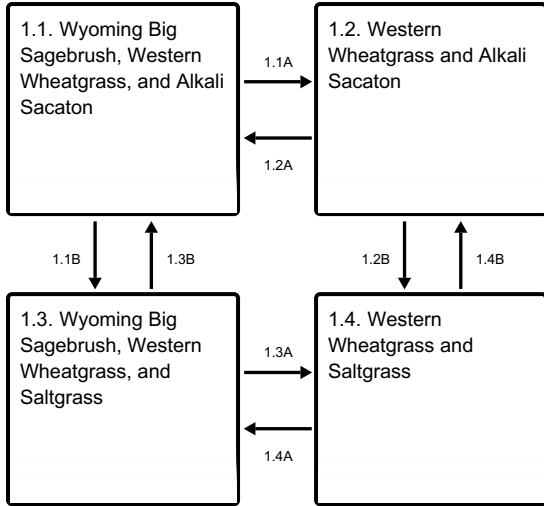 1.1. Wyoming Big
Sagebrush, Western
Wheatgrass, and Alkali
Sacaton
1.1A
1.2A
1.2. Western
Wheatgrass and Alkali
Sacaton
1.1B
1.3B
1.2B
1.4B
1.3. Wyoming Big
Sagebrush, Western
Wheatgrass, and
Saltgrass
1.3A
1.4A
1.4. Western
Wheatgrass and
Saltgrass